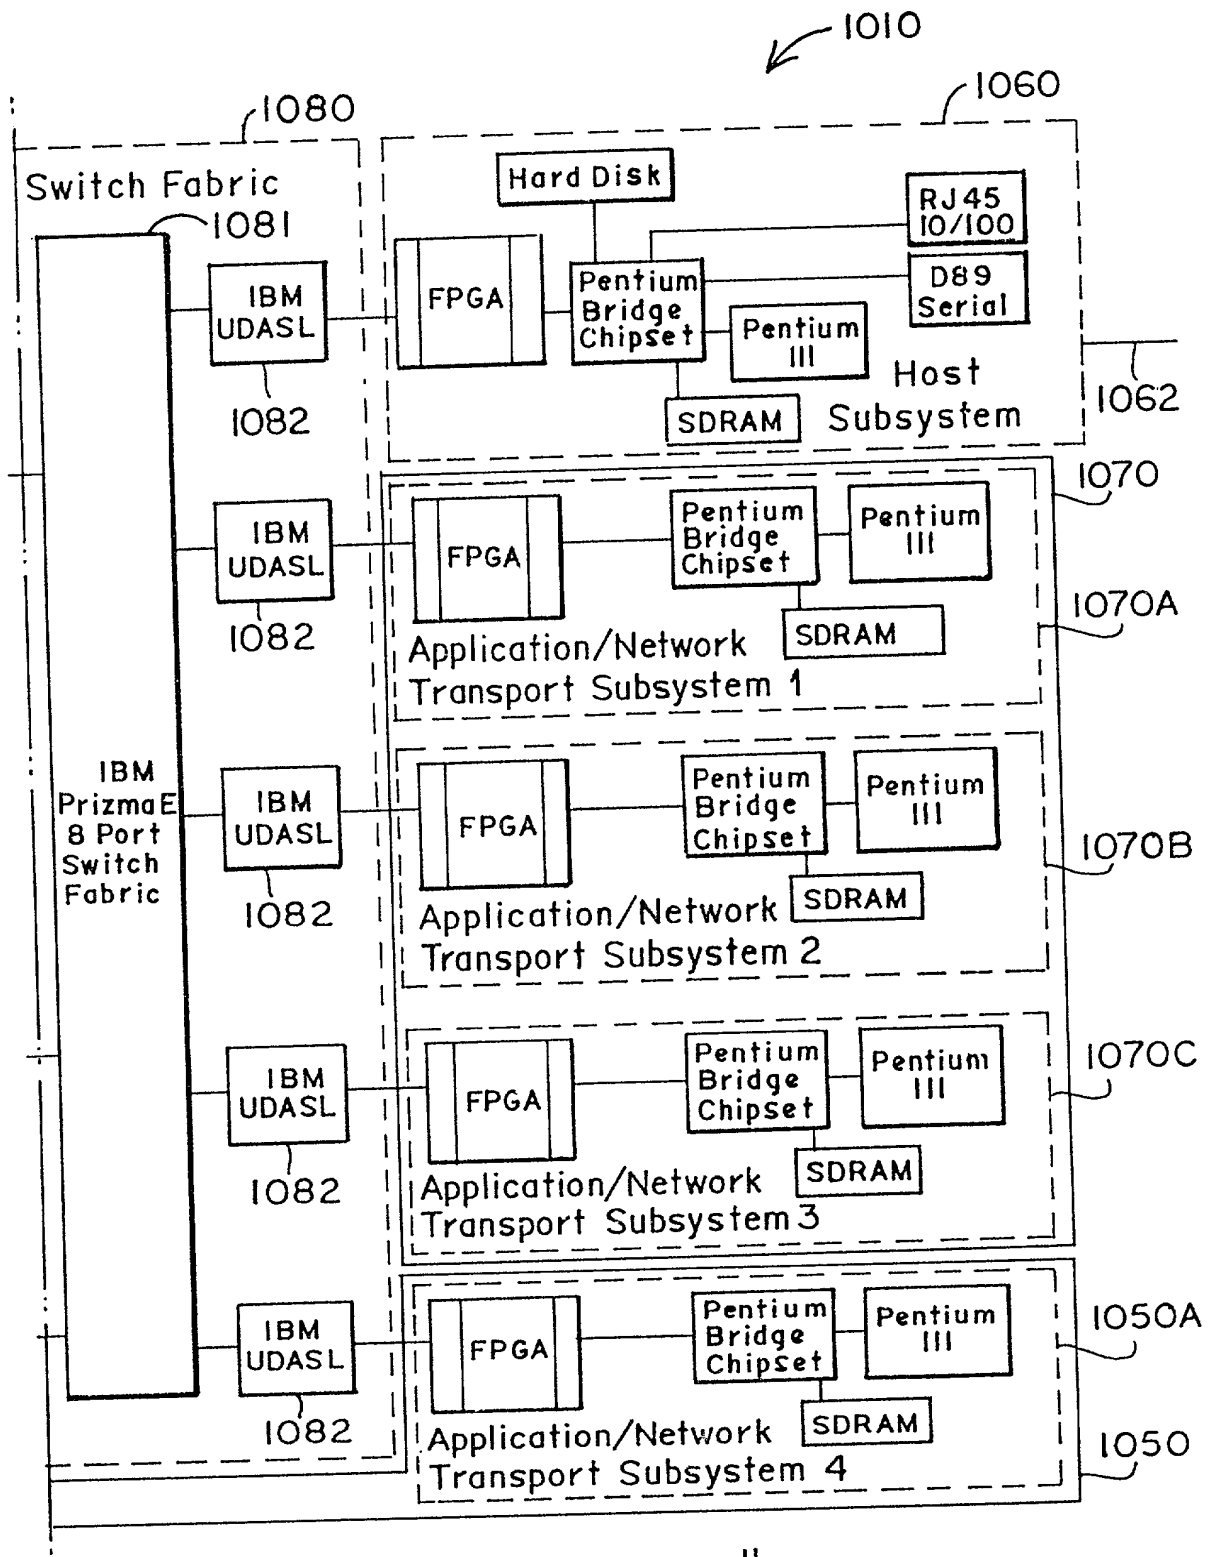 1010
1080
1060
Switch Fabric
1081
Hard Disk
RJ45
10/100
D89
Serial
IBM
UDASL
FPGA
Pentium
Bridge
Chipset
Pentium
III
1082
SDRAM
Host
Subsystem
1062
1070
IBM
UDASL
FPGA
Pentium
Bridge
Chipset
Pentium
III
1082
SDRAM
1070A
Application/Network
Transport Subsystem 1
IBM
PrizmaE
8 Port
Switch
Fabric
IBM
UDASL
FPGA
Pentium
Bridge
Chipset
Pentium
III
1070B
1082
SDRAM
Application/Network
Transport Subsystem 2
IBM
UDASL
FPGA
Pentium
Bridge
Chipset
Pentium
III
1070C
1082
SDRAM
Application/Network
Transport Subsystem 3
IBM
UDASL
FPGA
Pentium
Bridge
Chipset
Pentium
III
1050A
1082
SDRAM
Application/Network
Transport Subsystem 4
1050